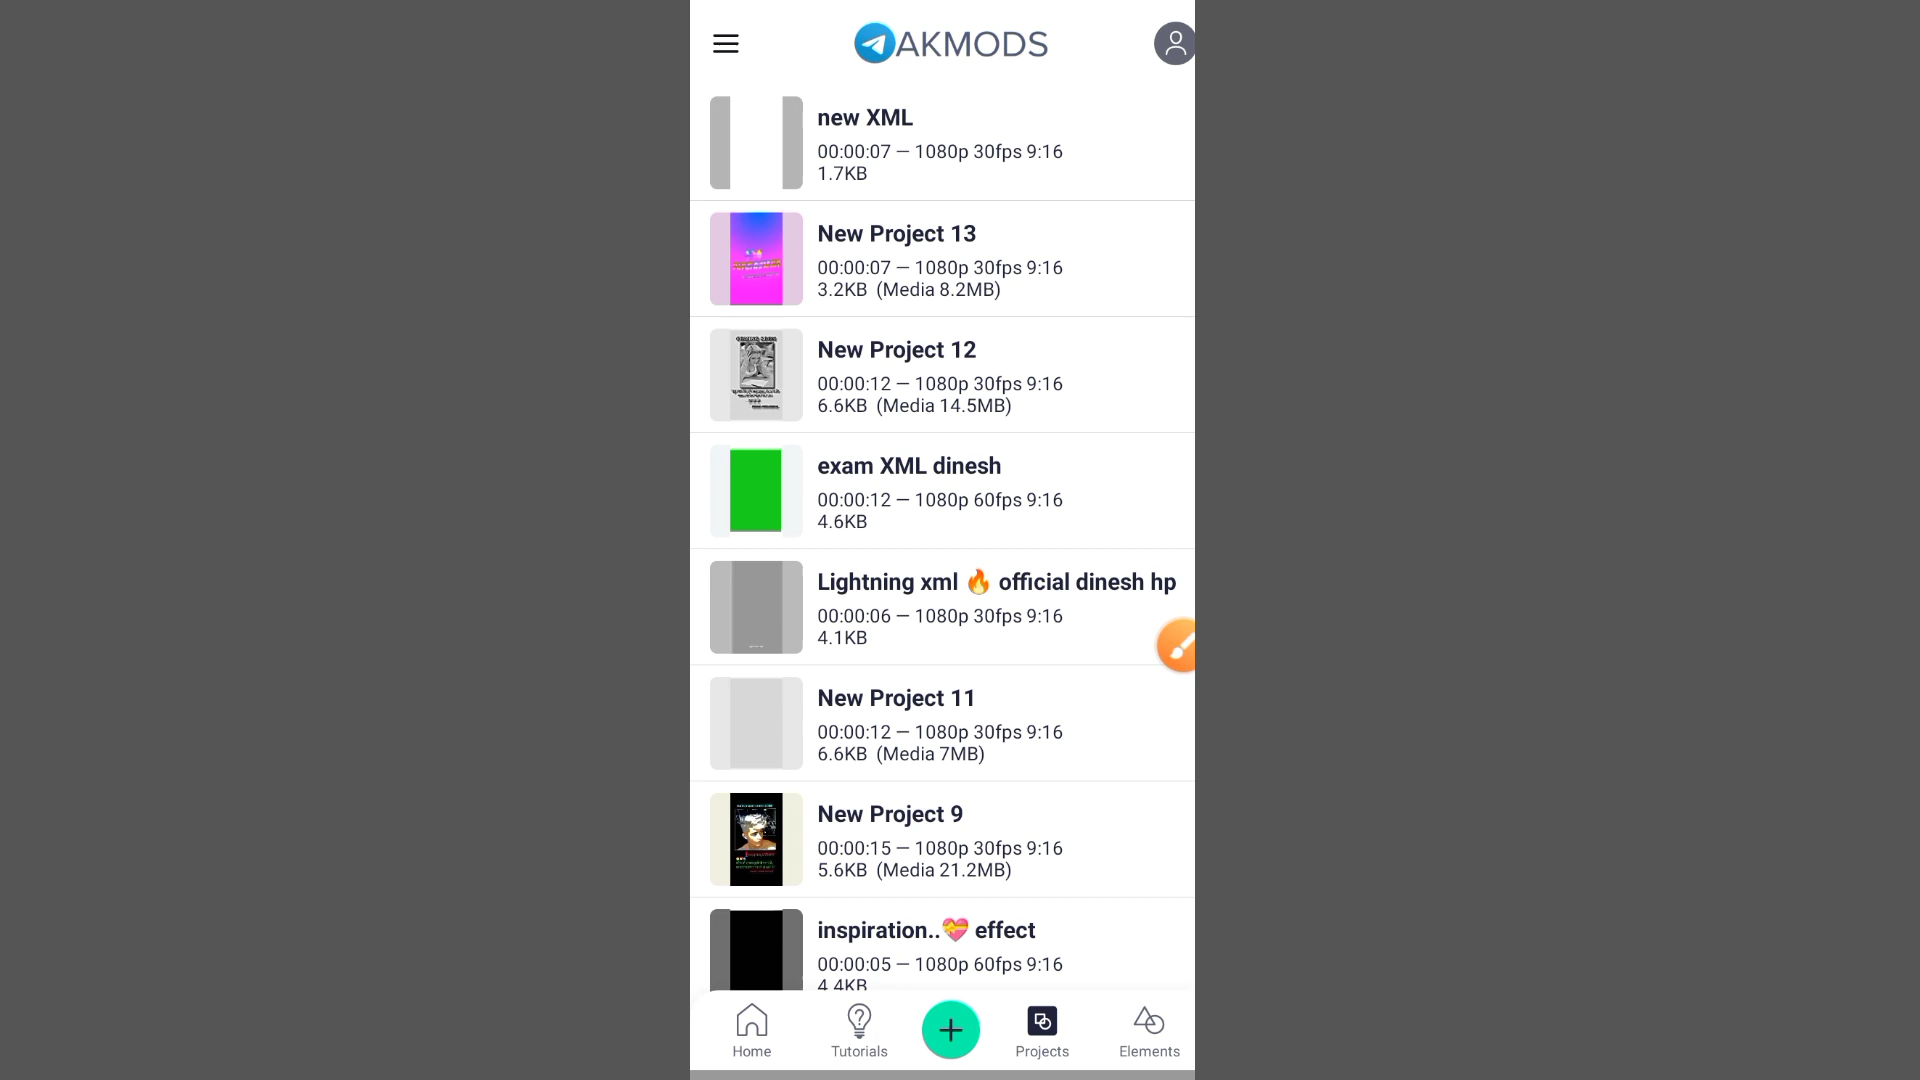 AKMODS
new XML
00:00:07 — 1080p 30fps 9:16
1.7KB
New Project 13
00:00:07 — 1080p 30fps 9:16
3.2KB (Media 8.2MB)
New Project 12
00:00:12 — 1080p 30fps 9:16
6.6KB (Media 14.5MB)
exam XML dinesh
00:00:12 — 1080p 60fps 9:16
4.6KB
Lightning xml 🔥 official dinesh hp
00:00:06 — 1080p 30fps 9:16
4.1KB
New Project 11
00:00:12 — 1080p 30fps 9:16
6.6KB (Media 7MB)
New Project 9
00:00:15 — 1080p 30fps 9:16
5.6KB (Media 21.2MB)
inspiration..💝 effect
00:00:05 — 1080p 60fps 9:16
4.4KB
Home
Tutorials
Projects
Elements